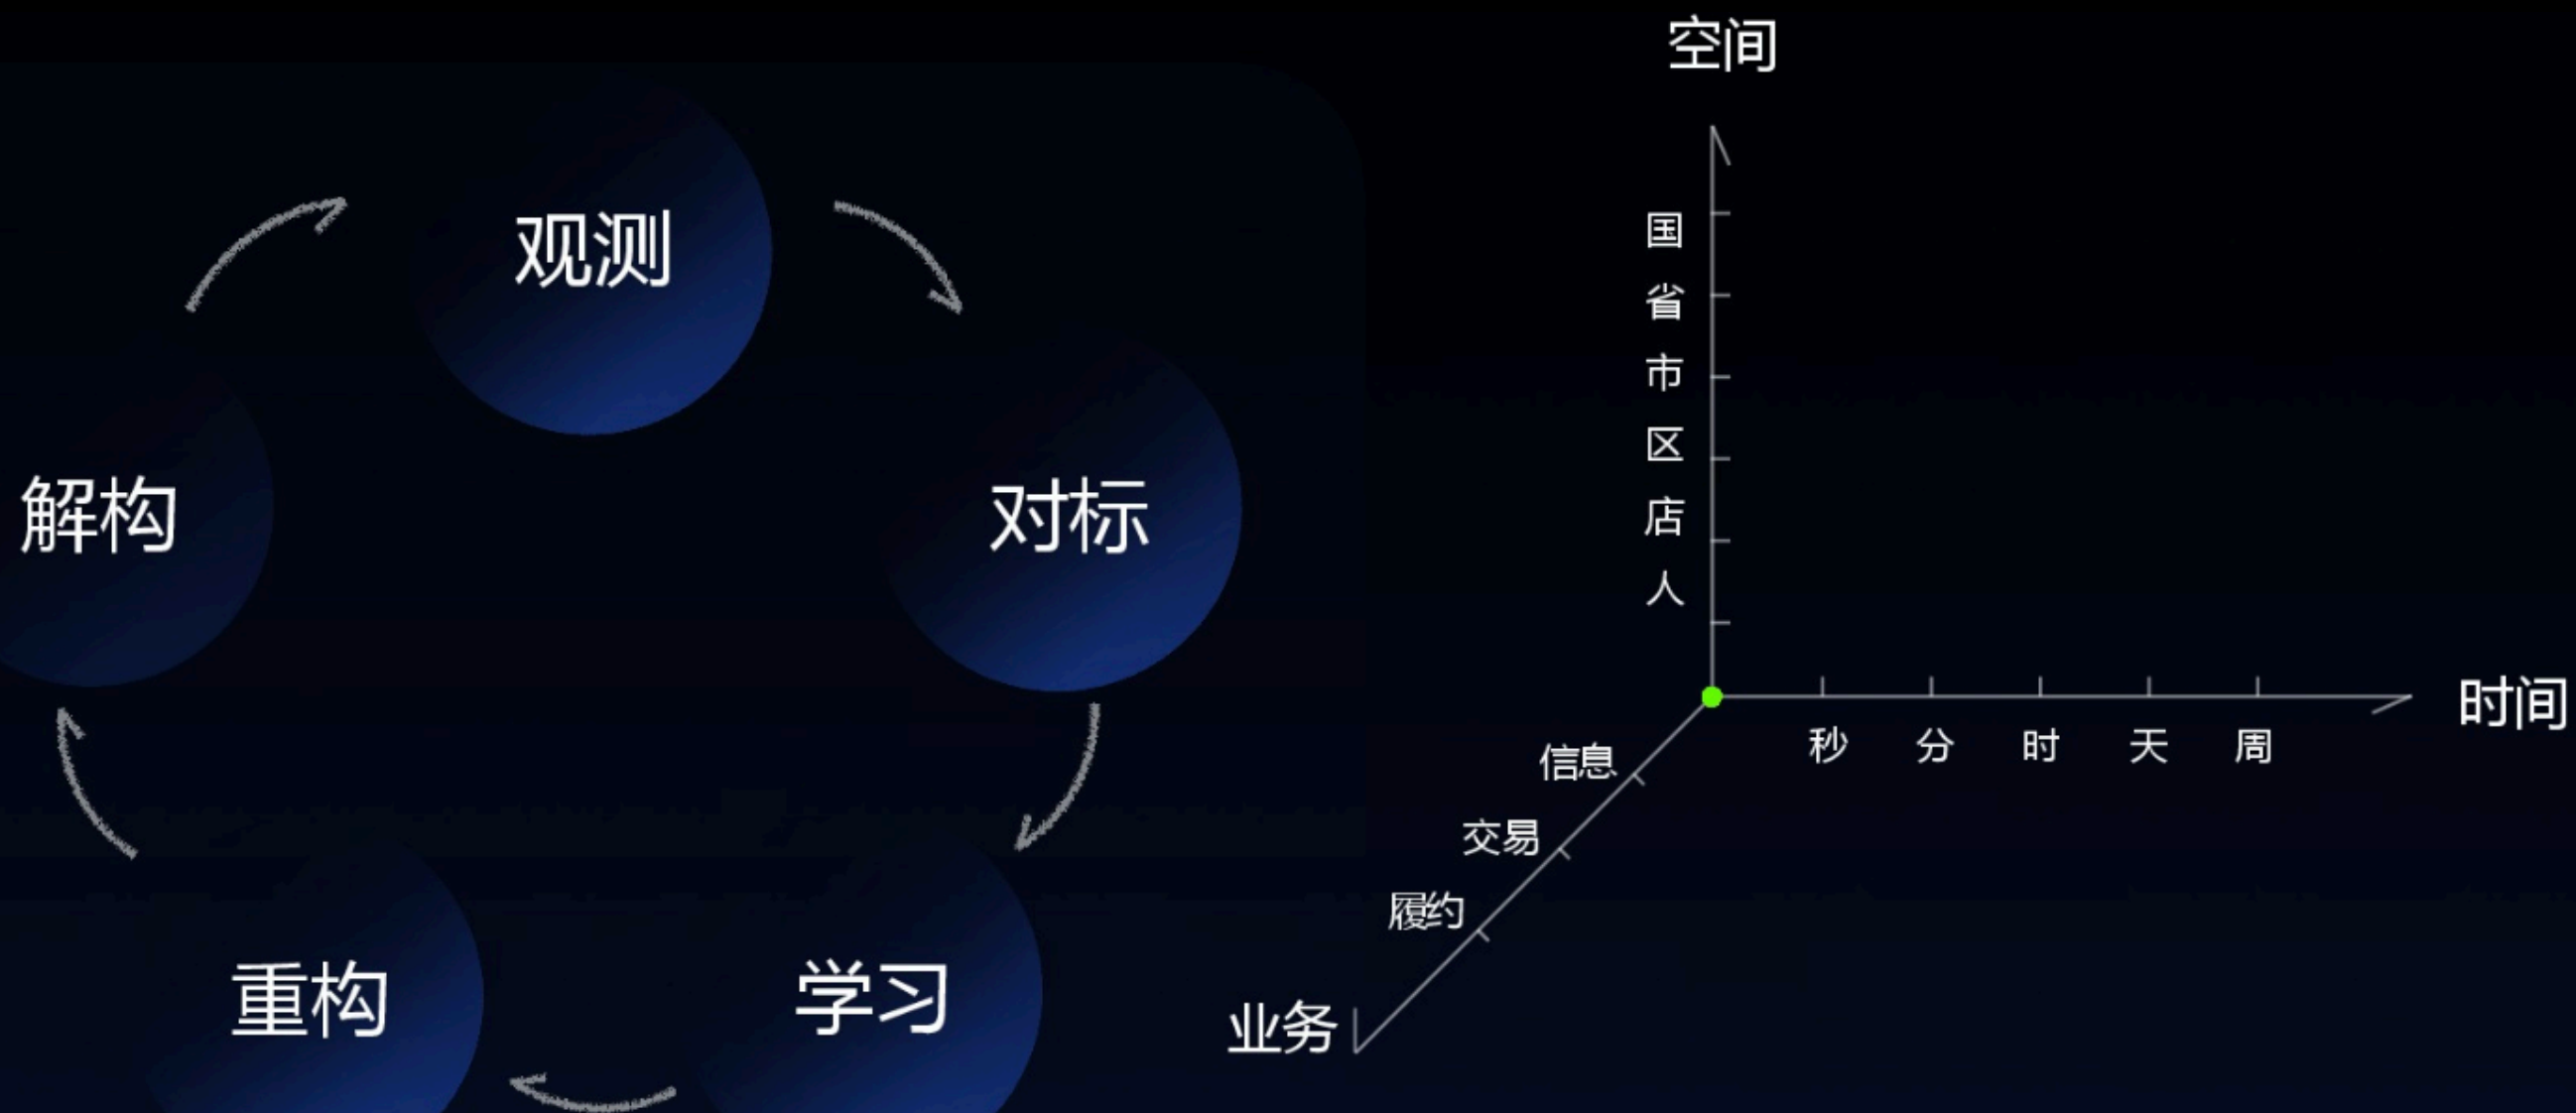 观测
对标
学习
重构
解构
空间
国
省
市
区
店
人
时间
秒 分 时 天 周
信息
交易
履约
业务